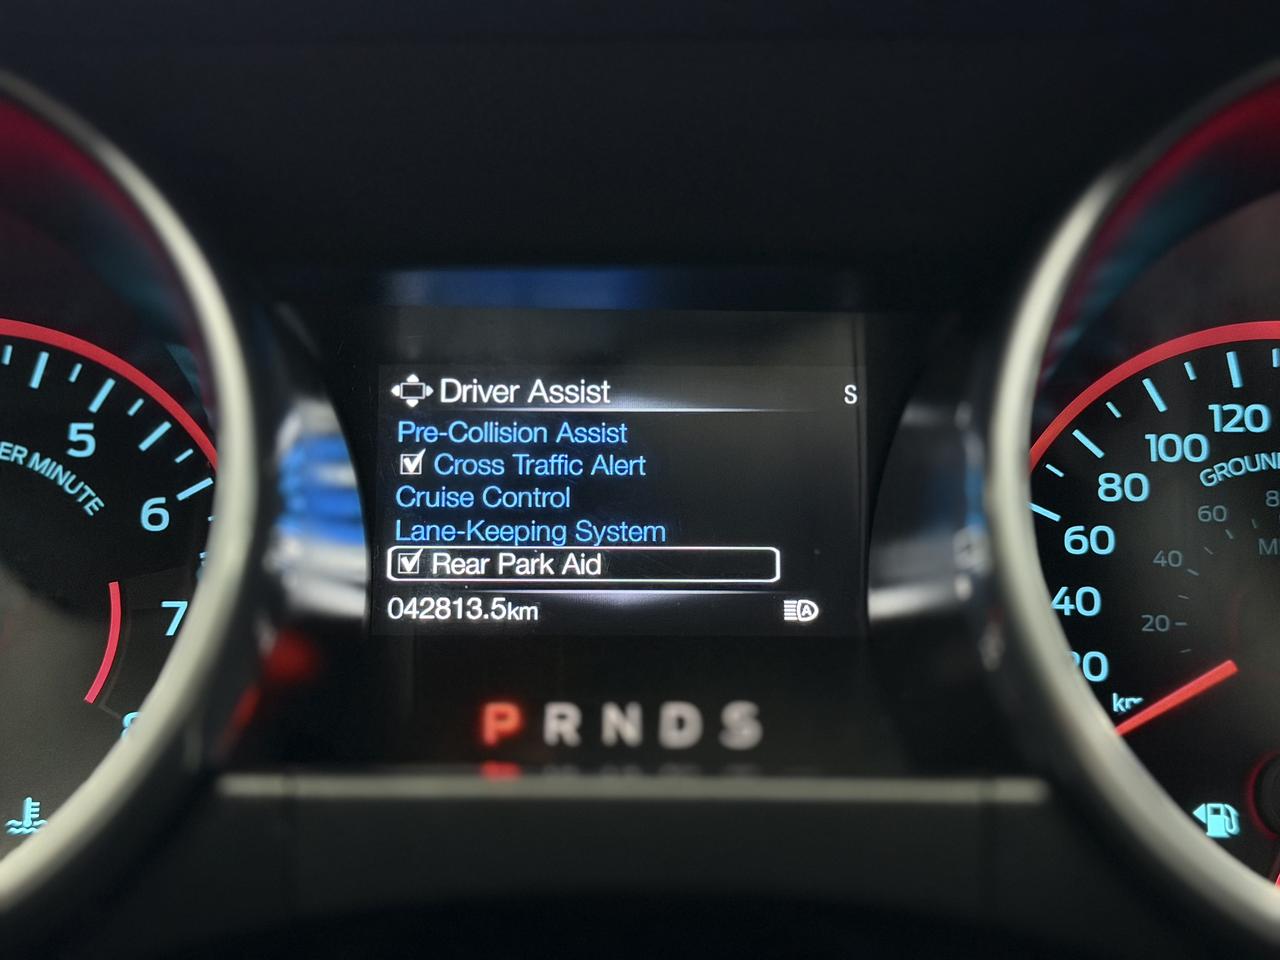 Driver Assist
S
Pre-Collision Assist
Cross Traffic Alert
Cruise Control
Lane-Keeping System
Rear Park Aid
042813.5km
A
P R N D S
5
6
7
MINUTE
120
100
80
60
40
60
40
20